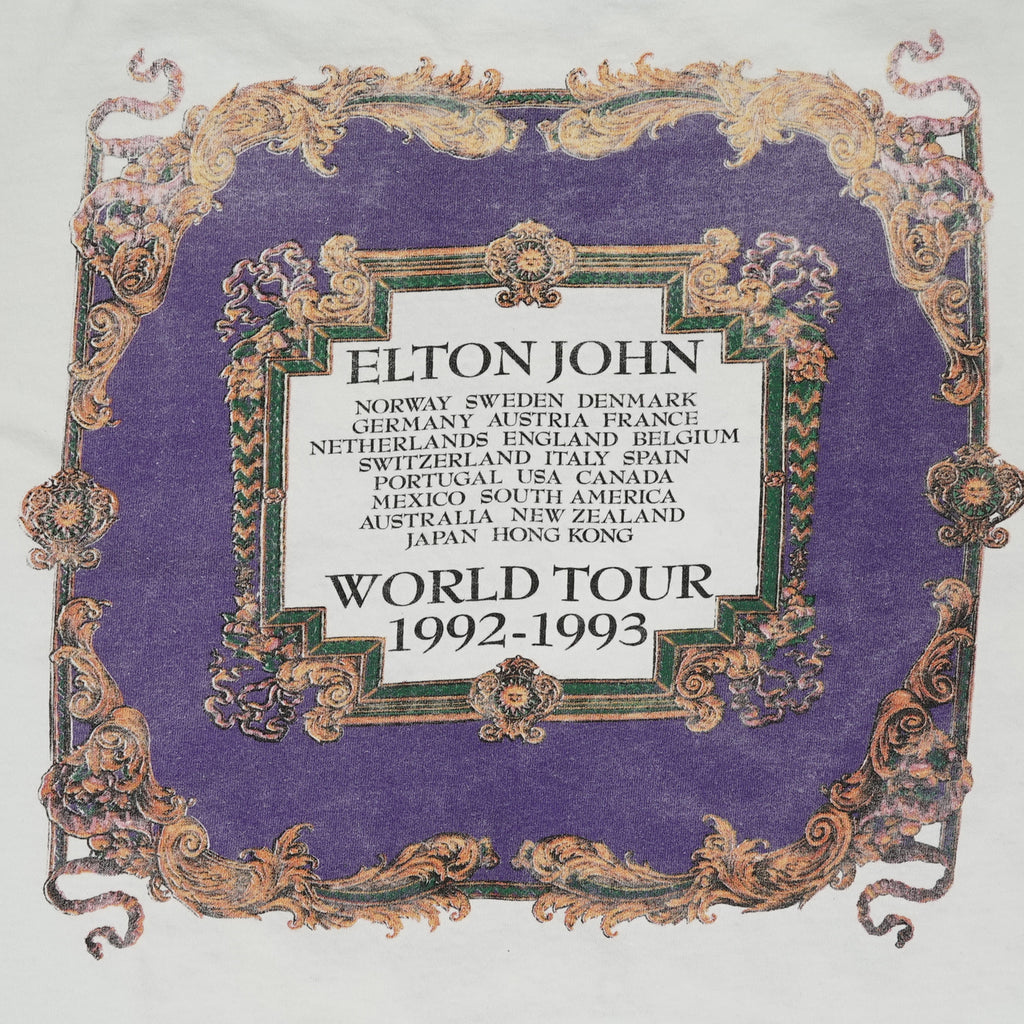 ELTON JOHN
NORWAY SWEDEN DENMARK
GERMANY AUSTRIA FRANCE
NETHERLANDS ENGLAND BELGIUM
SWITZERLAND ITALY SPAIN
PORTUGAL USA CANADA
MEXICO SOUTH AMERICA
AUSTRALIA NEW ZEALAND
JAPAN HONG KONG
WORLD TOUR
1992-1993